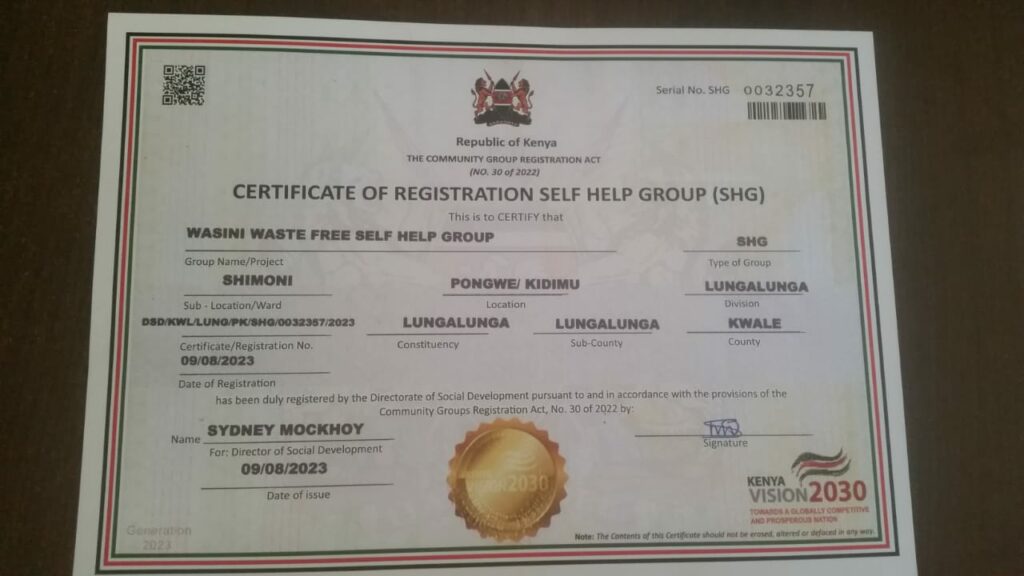 Serial No. SHG 0032357
Republic of Kenya
THE COMMUNITY GROUP REGISTRATION ACT
(NO. 30 of 2022)
CERTIFICATE OF REGISTRATION SELF HELP GROUP (SHG)
This is to CERTIFY that
WASINI WASTE FREE SELF HELP GROUP
SHG
Group Name/Project
Type of Group
SHIMONI
PONGWE/ KIDIMU
LUNGALUNGA
Sub - Location/Ward
Location
Division
DSD/KWL/LUNG/PK/SHG/0032357/2023
LUNGALUNGA
LUNGALUNGA
KWALE
Certificate/Registration No.
Constituency
Sub-County
County
09/08/2023
Date of Registration
has been duly registered by the Directorate of Social Development pursuant to and in accordance with the provisions of the
Community Groups Registration Act, No. 30 of 2022 by:
Name SYDNEY MOCKHOY
For: Director of Social Development
Signature
09/08/2023
Date of issue
KENYA
VISION 2030
TOWARDS A GLOBALLY COMPETITIVE
AND PROSPEROUS NATION
Generation
2023
Note: The Contents of this Certificate should not be erased, altered or defaced in any way.